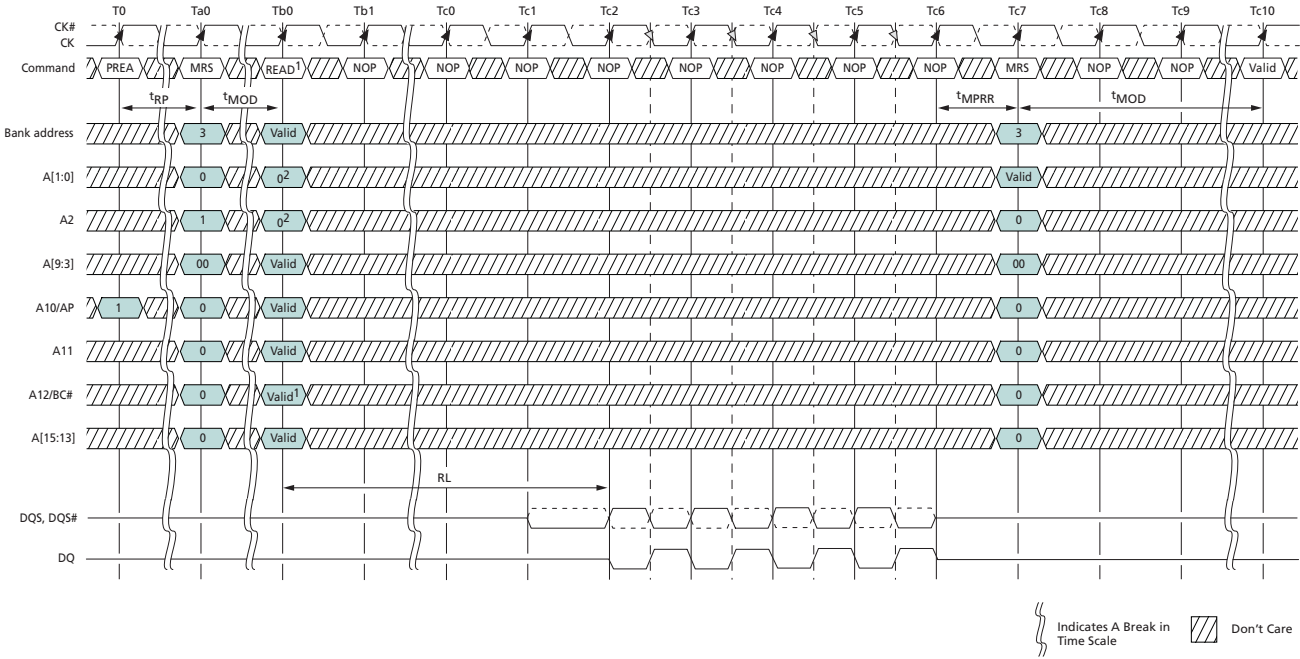 T0 Ta0 Tb0 Tb1 Tc0 Tc1 Tc2 Tc3 Tc4 Tc5 Tc6 Tc7 Tc8 Tc9 Tc10
CK#
CK
Command PREA MRS READ1 NOP NOP NOP NOP NOP NOP NOP NOP MRS NOP NOP Valid
tRP tMOD tMPRR tMOD
Bank address 3 Valid 3
A[1:0] 0 02 Valid
A2 1 02 0
A[9:3] 00 Valid 00
A10/AP 1 0 Valid 0
A11 0 Valid 0
A12/BC# 0 Valid1 0
A[15:13] 0 Valid 0
RL
DQS, DQS#
DQ
Indicates A Break in
Time Scale
Don't Care